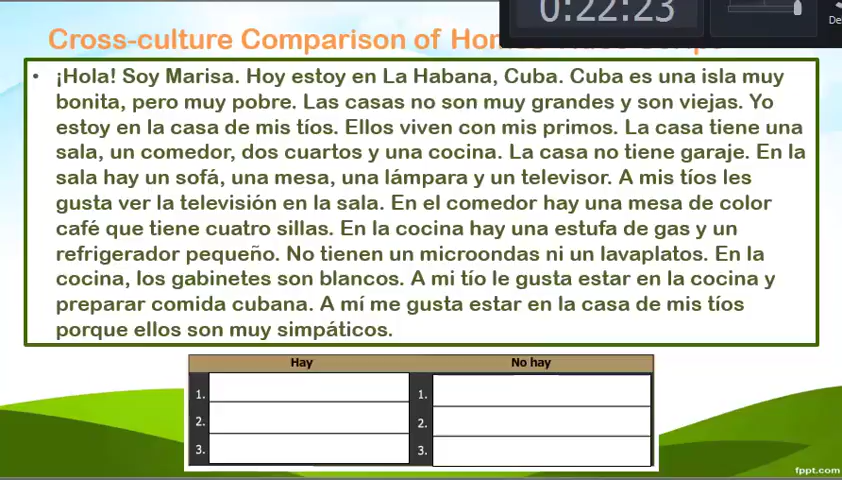 0:22:23
De
Cross-culture Comparison of
• ¡Hola! Soy Marisa. Hoy estoy en La Habana, Cuba. Cuba es una isla muy
bonita, pero muy pobre. Las casas no son muy grandes y son viejas. Yo
estoy en la casa de mis tíos. Ellos viven con mis primos. La casa tiene una
sala, un comedor, dos cuartos y una cocina. La casa no tiene garaje. En la
sala hay un sofá, una mesa, una lámpara y un televisor. A mis tíos les
gusta ver la televisión en la sala. En el comedor hay una mesa de color
café que tiene cuatro sillas. En la cocina hay una estufa de gas y un
refrigerador pequeño. No tienen un microondas ni un lavaplatos. En la
cocina, los gabinetes son blancos. A mi tío le gusta estar en la cocina y
preparar comida cubana. A mí me gusta estar en la casa de mis tíos
porque ellos son muy simpáticos.
Hay No hay
1. 1.
2. 2.
3. 3.
fppt.com